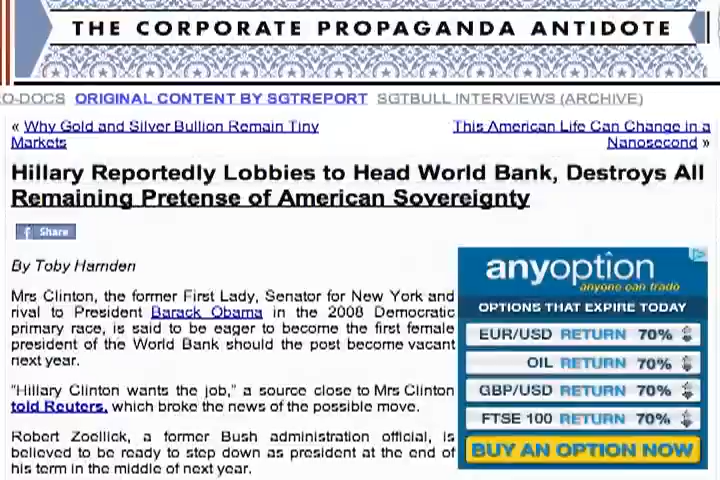 THE CORPORATE PROPAGANDA ANTIDOTE
O-DOCS ORIGINAL CONTENT BY SGTREPORT SGTBULL INTERVIEWS (ARCHIVE)
« Why Gold and Silver Bullion Remain Tiny
Markets
This American Life Can Change in a
Nanosecond »
Hillary Reportedly Lobbies to Head World Bank, Destroys All
Remaining Pretense of American Sovereignty
f Share
By Toby Harnden
Mrs Clinton, the former First Lady, Senator for New York and
rival to President Barack Obama in the 2008 Democratic
primary race, is said to be eager to become the first female
president of the World Bank should the post become vacant
next year.
"Hillary Clinton wants the job," a source close to Mrs Clinton
told Reuters, which broke the news of the possible move.
Robert Zoellick, a former Bush administration official, is
believed to be ready to step down as president at the end of
his term in the middle of next year.
anyoption
anyone can trade
OPTIONS THAT EXPIRE TODAY
EUR/USD RETURN 70%
OIL RETURN 70%
GBP/USD RETURN 70%
FTSE 100 RETURN 70%
BUY AN OPTION NOW